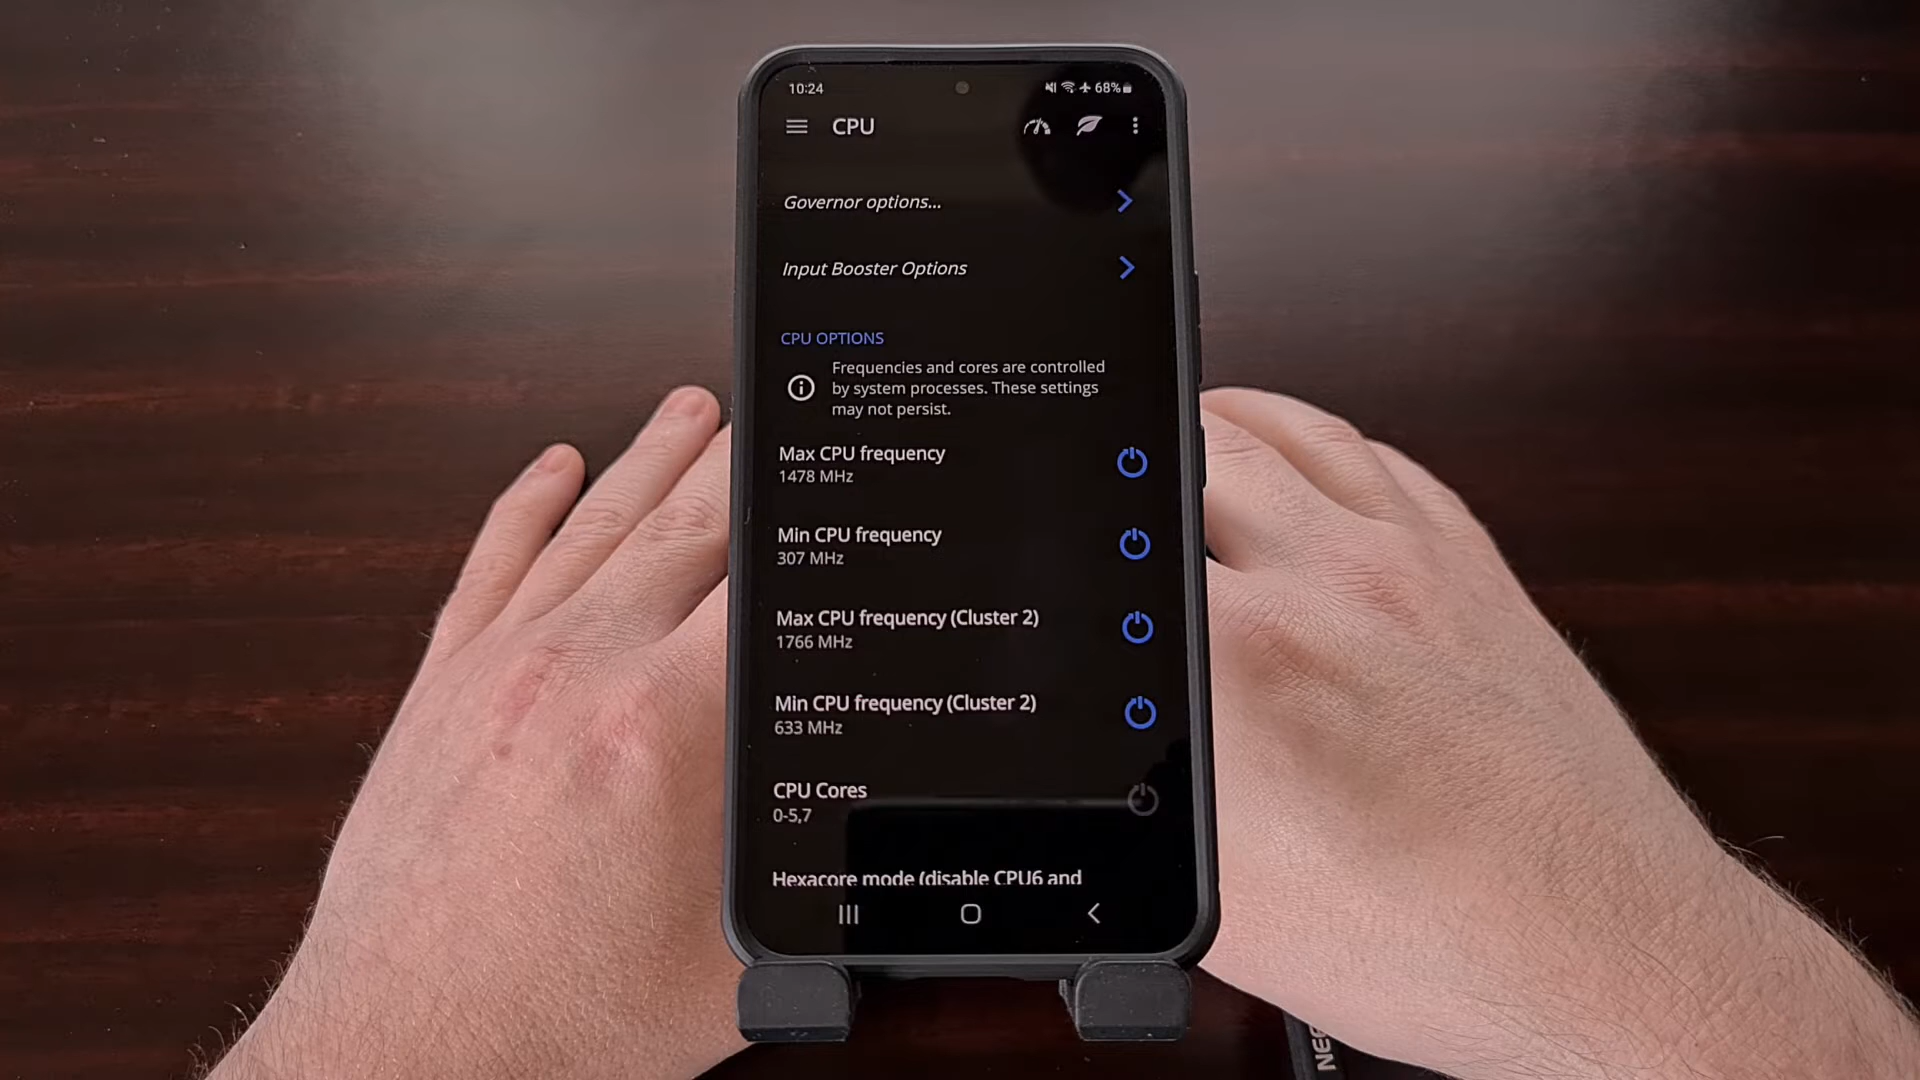 10:24
68%
CPU
Governor options...
Input Booster Options
CPU OPTIONS
Frequencies and cores are controlled
by system processes. These settings
may not persist.
Max CPU frequency
1478 MHz
Min CPU frequency
307 MHz
Max CPU frequency (Cluster 2)
1766 MHz
Min CPU frequency (Cluster 2)
633 MHz
CPU Cores
0-5,7
Hexacore mode (disable CPU6 and